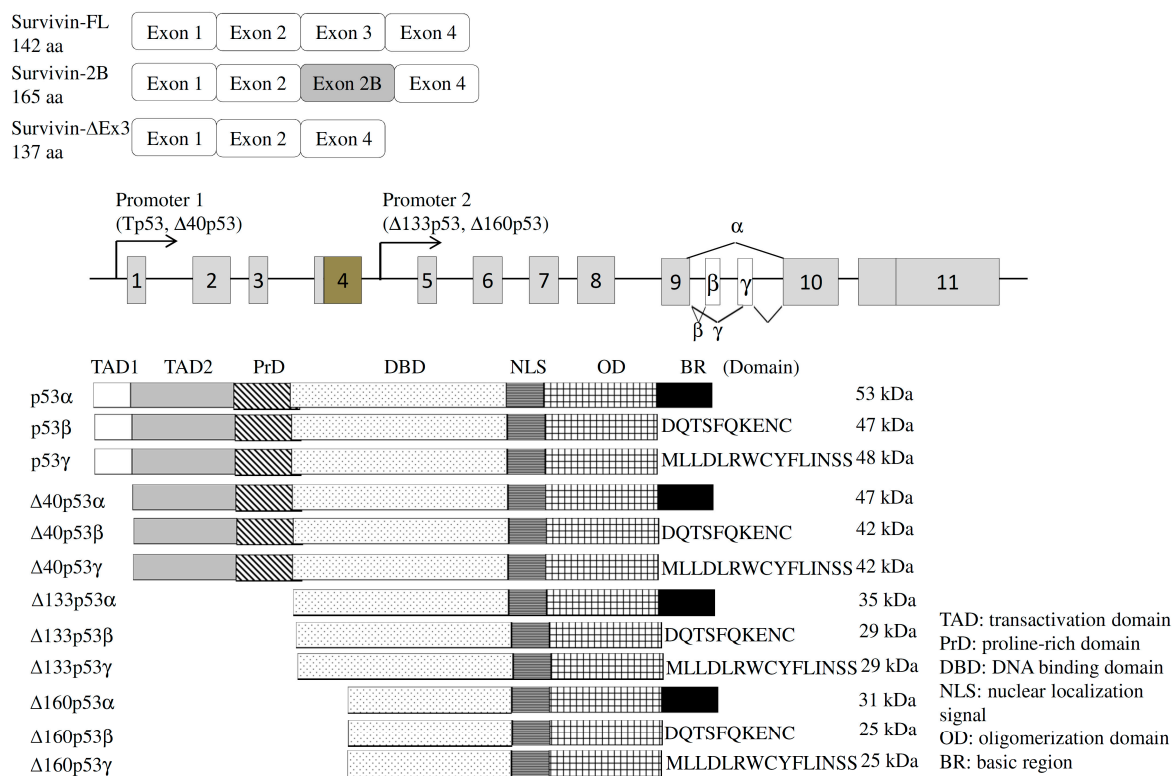 Survivin-FL
142 aa
Exon 1 Exon 2 Exon 3 Exon 4
Survivin-2B
165 aa
Exon 1 Exon 2 Exon 2B Exon 4
Survivin-ΔEx3
137 aa
Exon 1 Exon 2 Exon 4
Promoter 1
(Tp53, Δ40p53)
Promoter 2
(Δ133p53, Δ160p53)
α
1 2 3 4 5 6 7 8 9 β γ 10 11
β γ
TAD1 TAD2 PrD DBD NLS OD BR (Domain)
p53α 53 kDa
p53β DQTSFQKENC 47 kDa
p53γ MLLDLRWCYFLINSS 48 kDa
Δ40p53α 47 kDa
Δ40p53β DQTSFQKENC 42 kDa
Δ40p53γ MLLDLRWCYFLINSS 42 kDa
Δ133p53α 35 kDa
Δ133p53β DQTSFQKENC 29 kDa
Δ133p53γ MLLDLRWCYFLINSS 29 kDa
Δ160p53α 31 kDa
Δ160p53β DQTSFQKENC 25 kDa
Δ160p53γ MLLDLRWCYFLINSS 25 kDa
TAD: transactivation domain
PrD: proline-rich domain
DBD: DNA binding domain
NLS: nuclear localization
signal
OD: oligomerization domain
BR: basic region